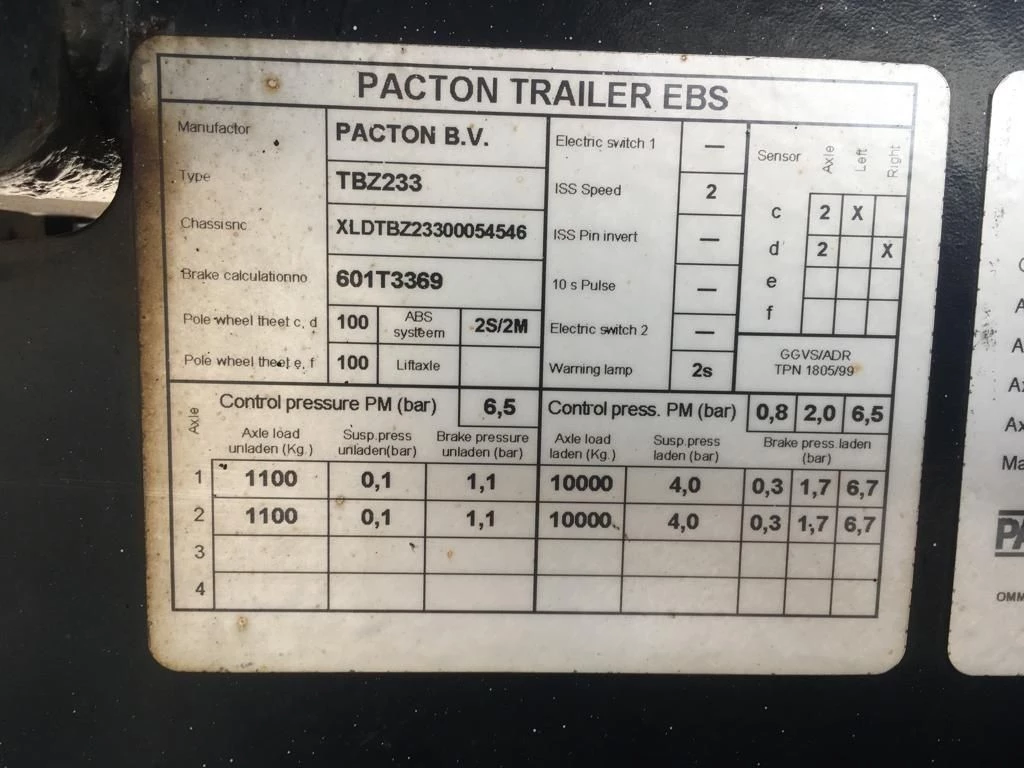 PACTON TRAILER EBS
Manufactor PACTON B.V. Electric switch 1 —
Type TBZ233 ISS Speed 2
Chassisnc XLDTBZ23300054546 ISS Pin invert —
Brake calculationno 601T3369 10 s Pulse —
Pole wheel theet c, d 100 ABS systeem 2S/2M Electric switch 2 —
Pole wheel theet e, f 100 Liftaxle Warning lamp 2s
Sensor Axle Left Right
c 2 X
d 2 X
e
f
GGVS/ADR
TPN 1805/99
Axle Control pressure PM (bar) 6,5 Control press. PM (bar) 0,8 2,0 6,5
Axle load unladen (Kg.) Susp.press unladen(bar) Brake pressure unladen (bar) Axle load laden (Kg.) Susp.press laden (bar) Brake press.laden (bar)
1 1100 0,1 1,1 10000 4,0 0,3 1,7 6,7
2 1100 0,1 1,1 10000 4,0 0,3 1,7 6,7
3
4
OMM